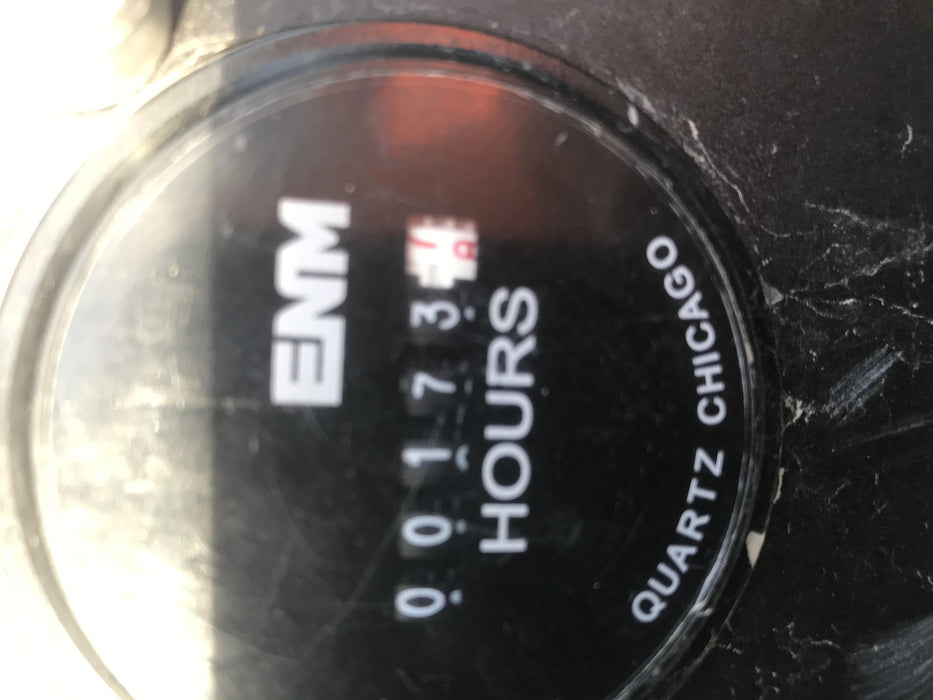 ENM
00173
HOURS
QUARTZ CHICAGO